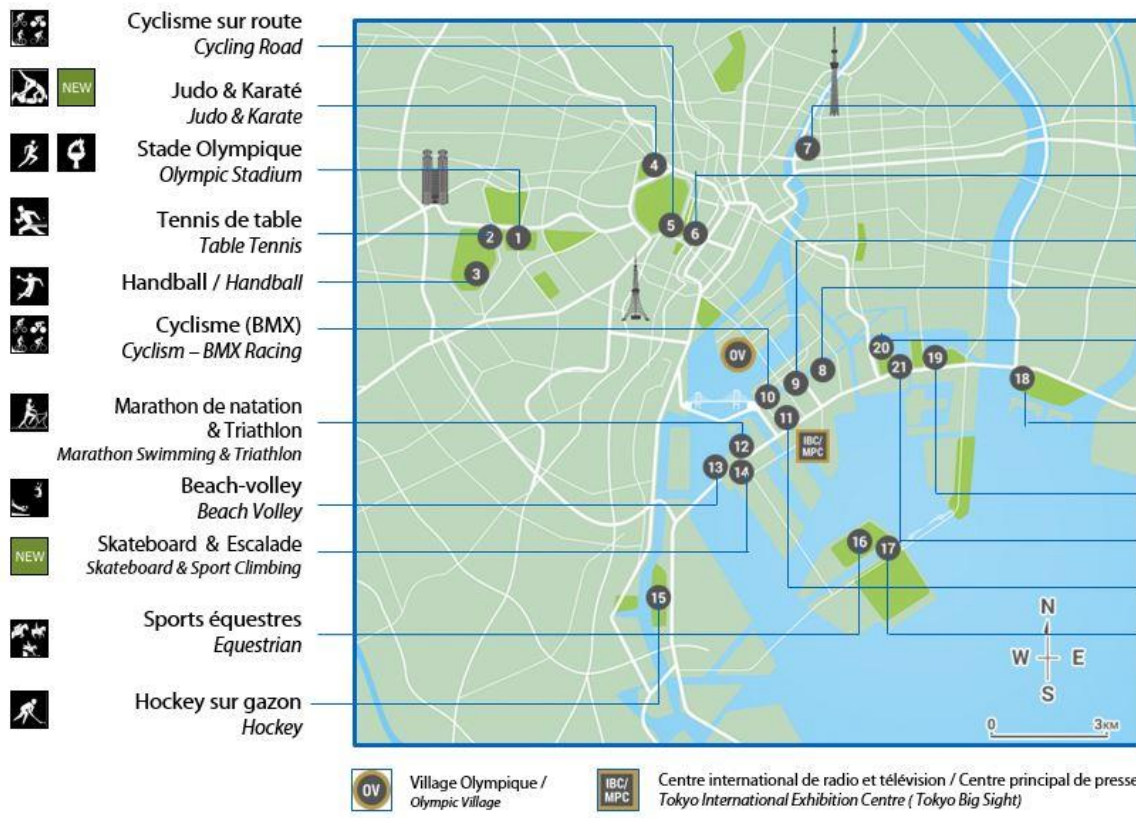 Cyclisme sur route
Cycling Road
NEW
Judo & Karaté
Judo & Karate
Stade Olympique
Olympic Stadium
Tennis de table
Table Tennis
Handball / Handball
Cyclisme (BMX)
Cyclism – BMX Racing
Marathon de natation
& Triathlon
Marathon Swimming & Triathlon
Beach-volley
Beach Volley
NEW
Skateboard & Escalade
Skateboard & Sport Climbing
Sports équestres
Equestrian
Hockey sur gazon
Hockey
7
4
5
6
2
1
3
OV
20
19
21
8
18
9
10
11
12
IBC/
MPC
13
14
16
17
15
N
W E
S
0 3KM
OV
Village Olympique /
Olympic Village
IBC/
MPC
Centre international de radio et télévision / Centre principal de presse
Tokyo International Exhibition Centre ( Tokyo Big Sight)